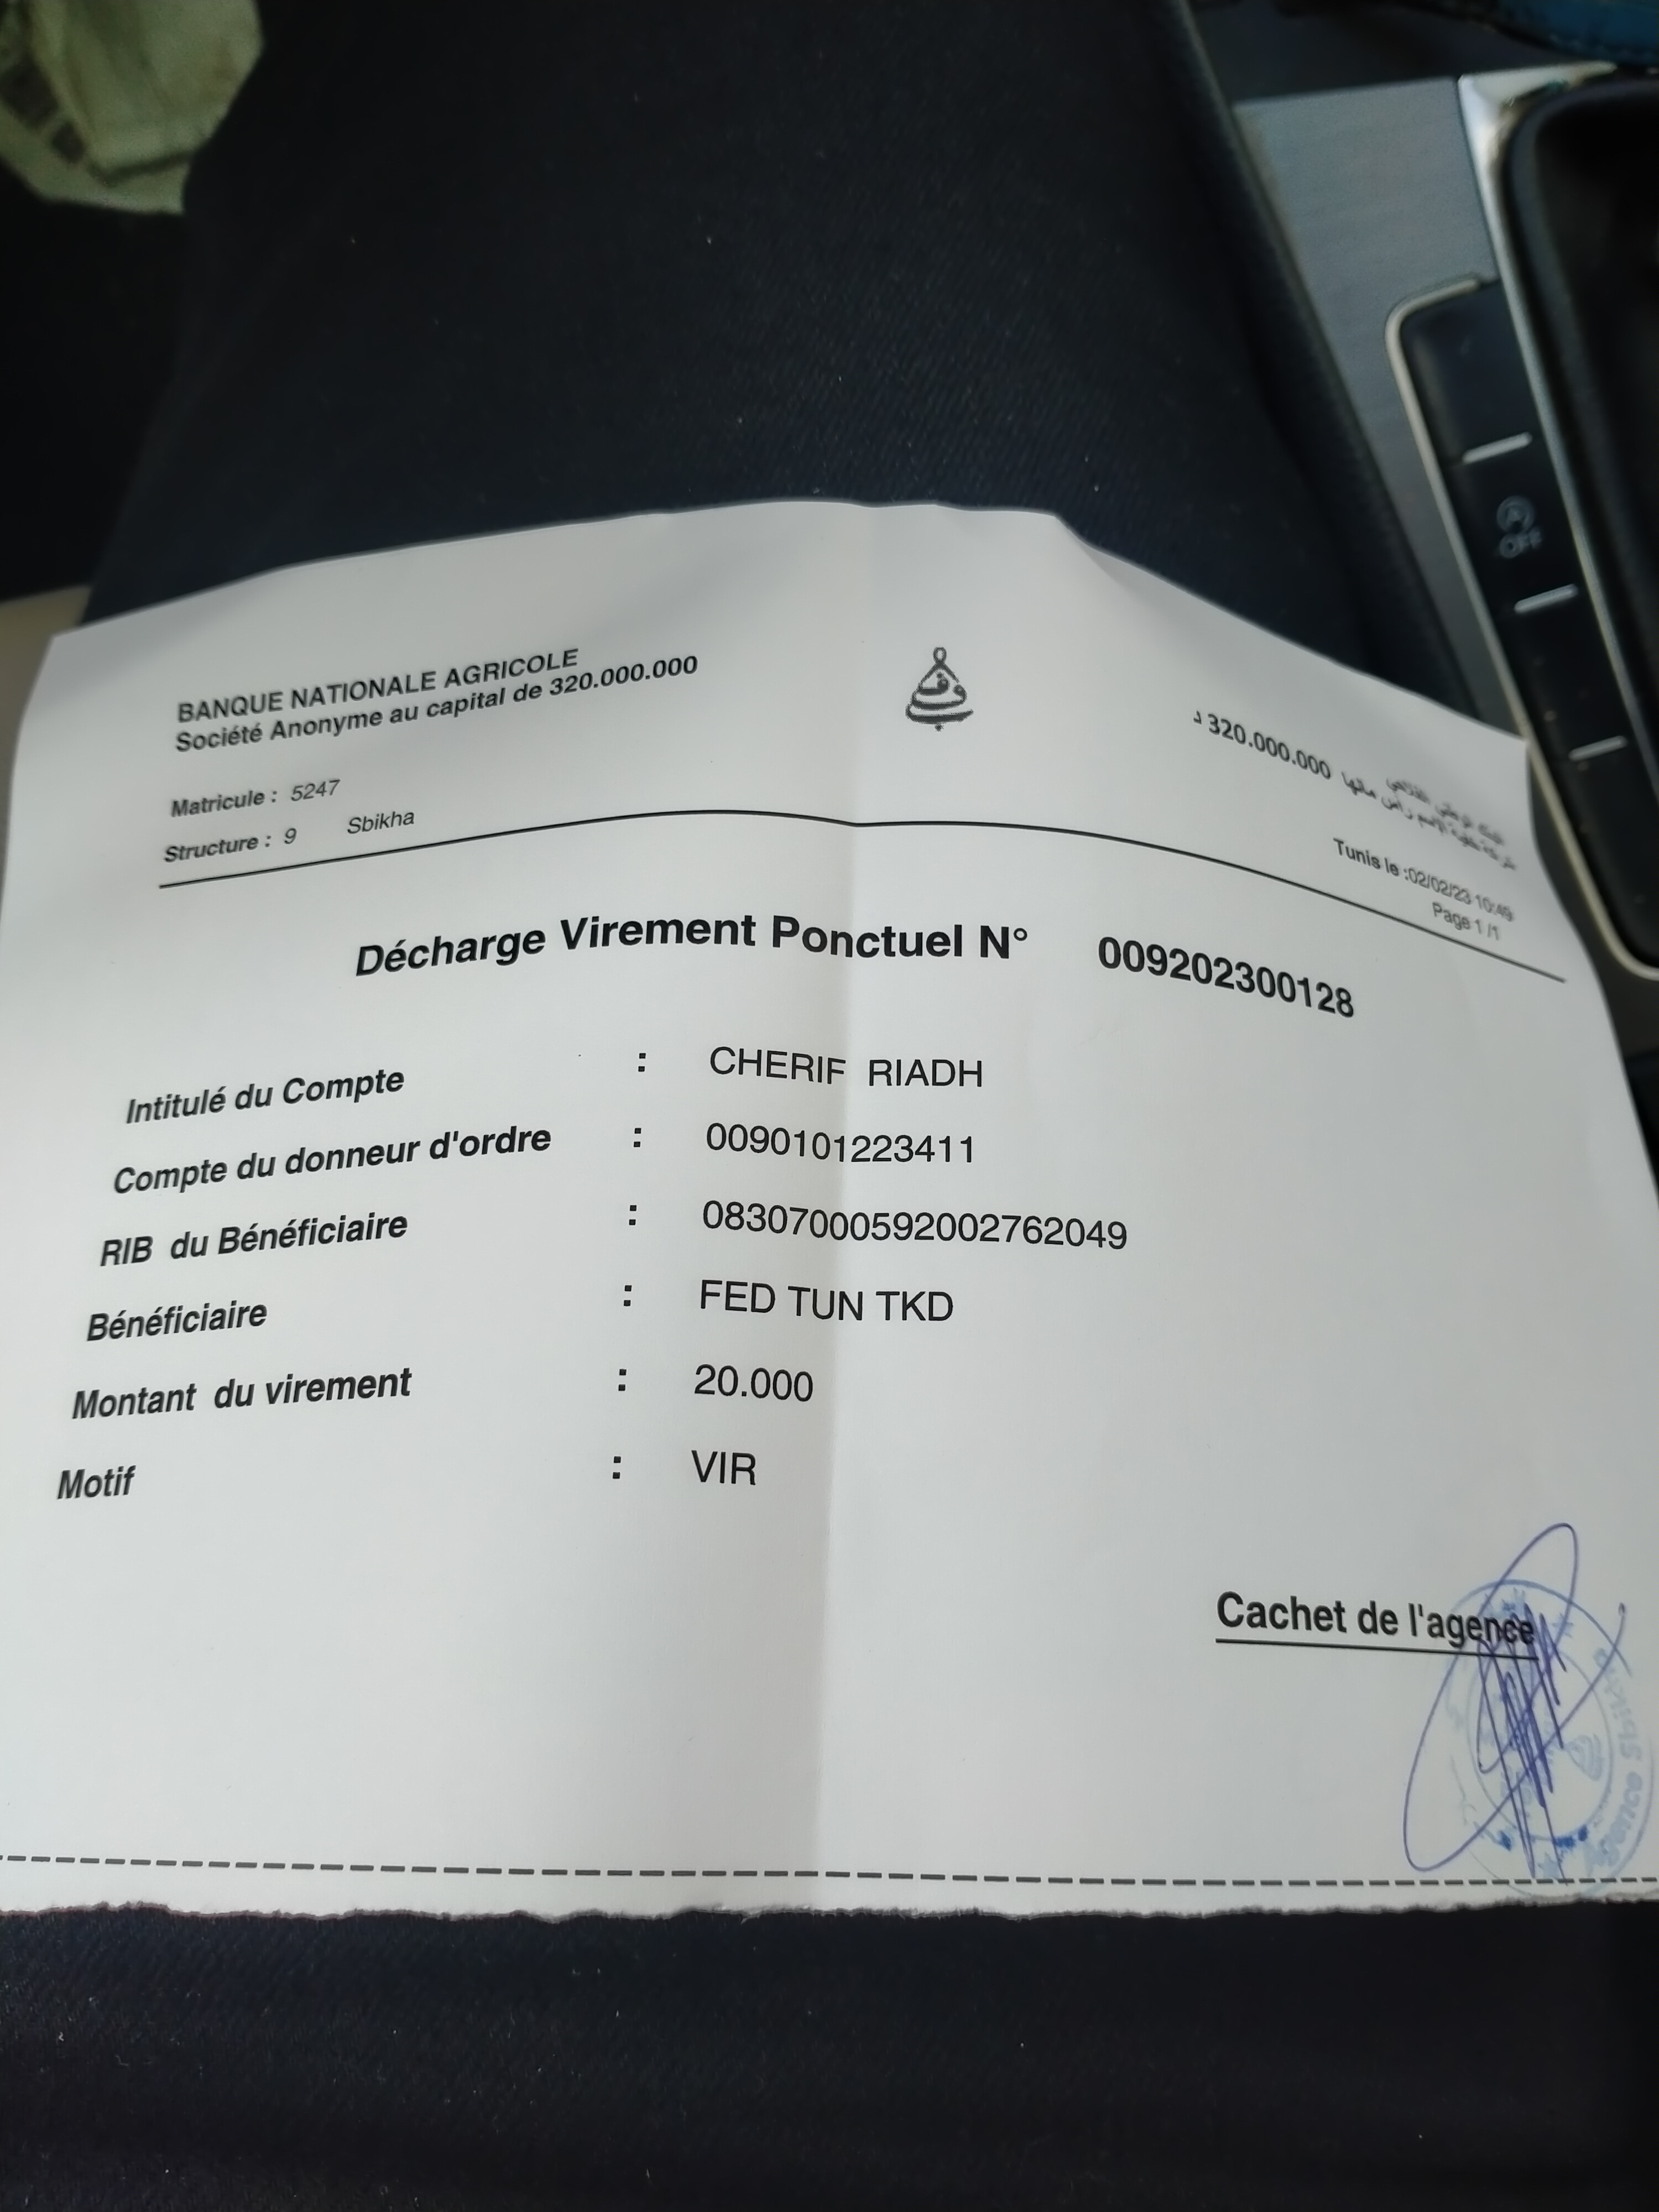 BANQUE NATIONALE AGRICOLE
Société Anonyme au capital de 320.000.000
320.000.000 د
Matricule : 5247
Structure : 9 Sbikha
Tunis le :02/02/23 10:49
Page 1 /1
Décharge Virement Ponctuel N° 009202300128
Intitulé du Compte : CHERIF RIADH
Compte du donneur d'ordre : 0090101223411
RIB du Bénéficiaire : 08307000592002762049
Bénéficiaire : FED TUN TKD
Montant du virement : 20.000
Motif : VIR
Cachet de l'agence
Agence Sbikha
OFF